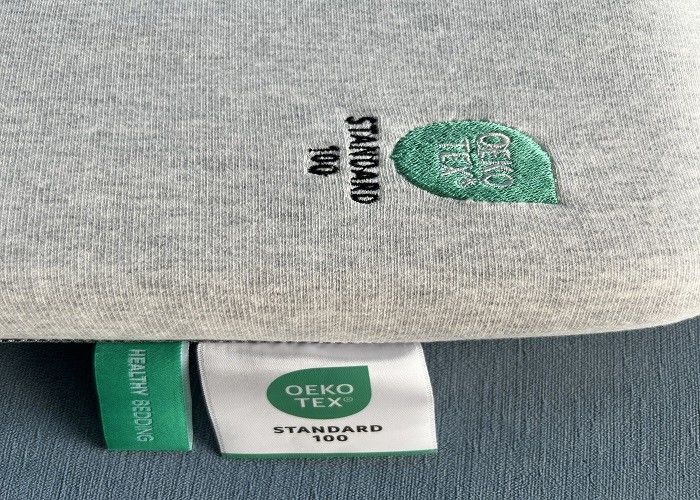 OEKO
TEX®
STANDARD
100
HEALTHY BEDDING
OEKO
TEX®
STANDARD
100